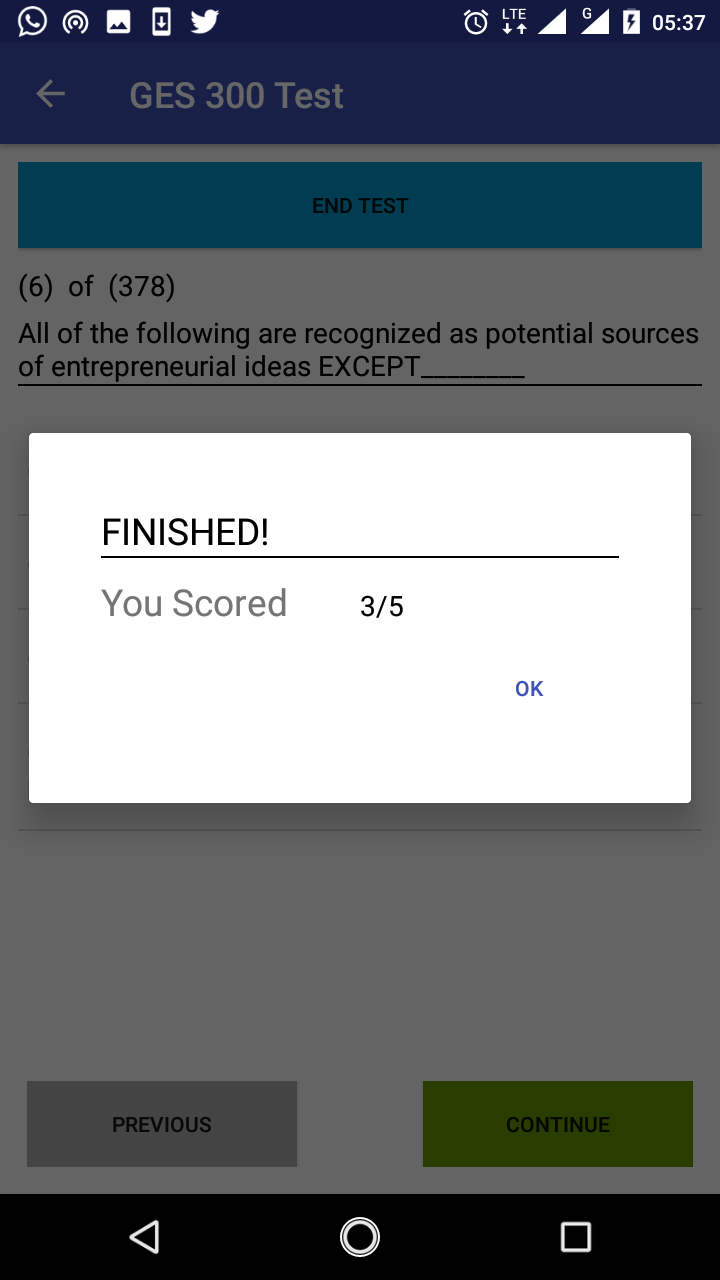 LTE
G
05:37
GES 300 Test
END TEST
(6) of (378)
All of the following are recognized as potential sources
of entrepreneurial ideas EXCEPT________
FINISHED!
You Scored 3/5
OK
PREVIOUS
CONTINUE